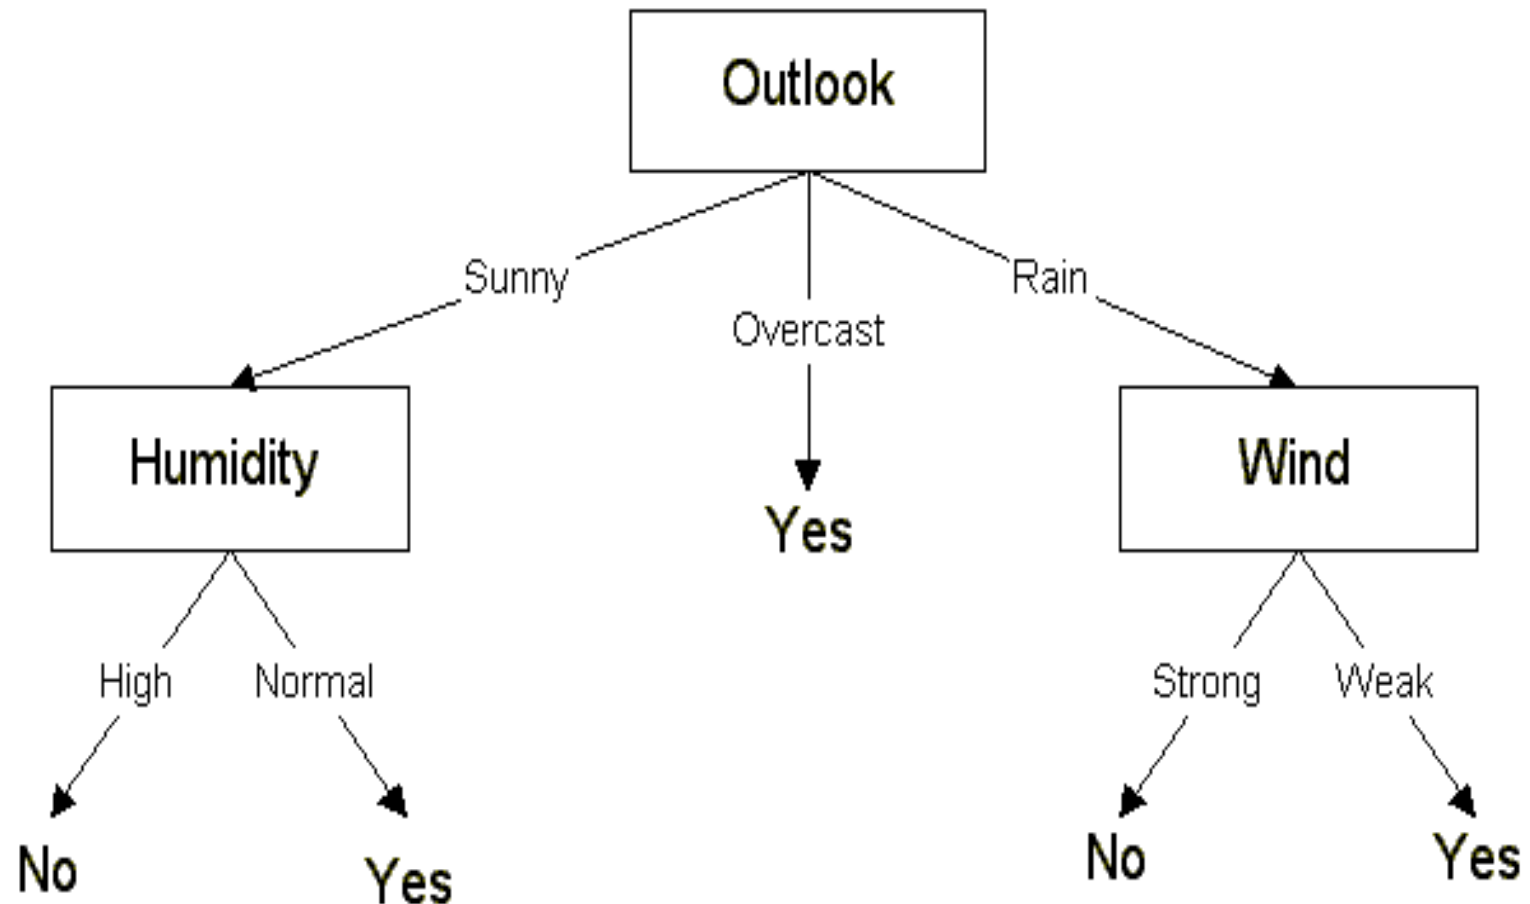 Outlook
Sunny
Overcast
Rain
Humidity
Yes
Wind
High
Normal
Strong
Weak
No
Yes
No
Yes